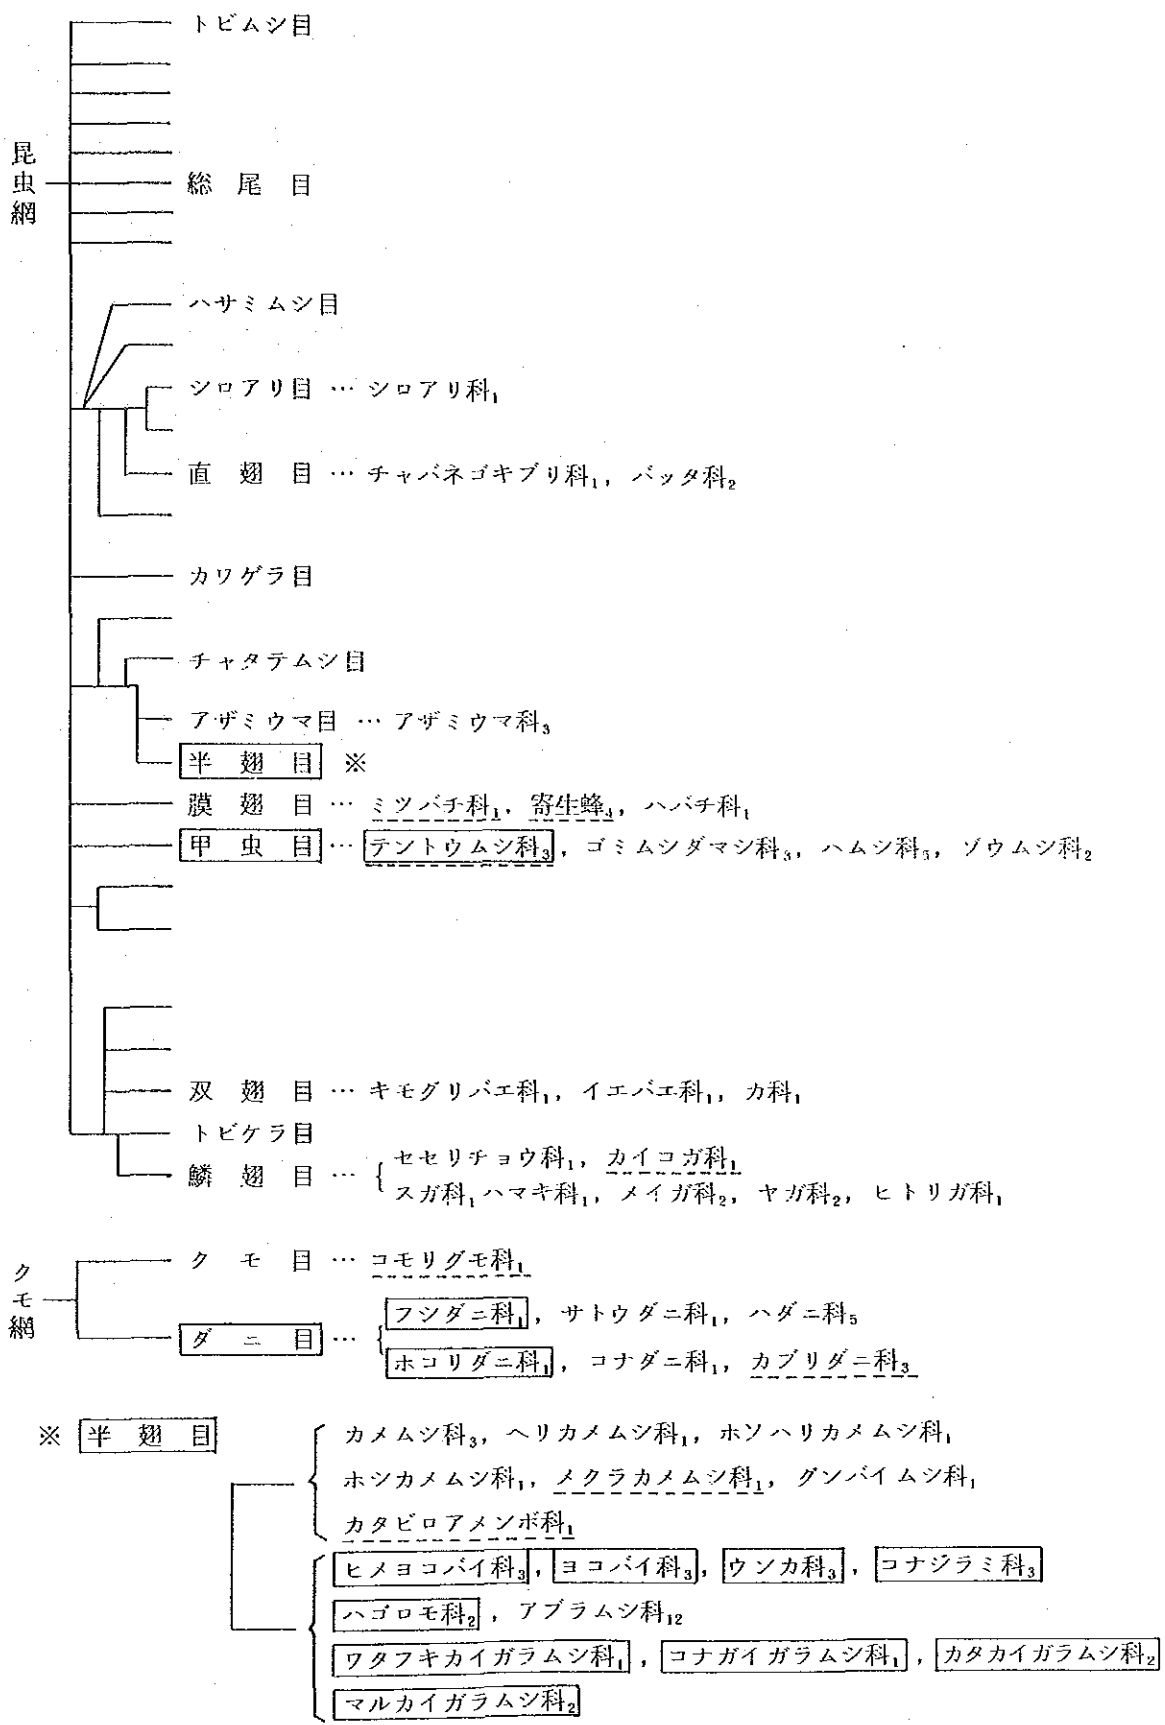 トビムシ目
昆虫網
総尾目
ハサミムシ目
シロアリ目 … シロアリ科₁
直翅目 … チャバネゴキブリ科₁, バッタ科₂
カワゲラ目
チャタテムシ目
アザミウマ目 … アザミウマ科₃
半翅目 ※
膜翅目 … ミツバチ科₁, 寄生蜂₄, ハバチ科₁
甲虫目 … テントウムシ科₃, ゴミムシダマシ科₃, ハムシ科₅, ゾウムシ科₂
双翅目 … キモグリバエ科₁, イエバエ科₁, カ科₁
トビケラ目
鱗翅目 … セセリチョウ科₁, カイコガ科₁
スガ科₁ハマキ科₁, メイガ科₂, ヤガ科₂, ヒトリガ科₁
クモ網
クモ目 … コモリグモ科₁
ダニ目 … フシダニ科₁, サトウダニ科₁, ハダニ科₅
ホコリダニ科₁, コナダニ科₁, カブリダニ科₃
※ 半翅目
カメムシ科₃, ヘリカメムシ科₁, ホソハリカメムシ科₁
ホシカメムシ科₁, メクラカメムシ科₁, グンバイムシ科₁
カタビロアメンボ科₁
ヒメヨコバイ科₃, ヨコバイ科₃, ウンカ科₃, コナジラミ科₃
ハゴロモ科₂, アブラムシ科₁₂
ワタフキカイガラムシ科₁, コナガイガラムシ科₁, カタカイガラムシ科₂
マルカイガラムシ科₂